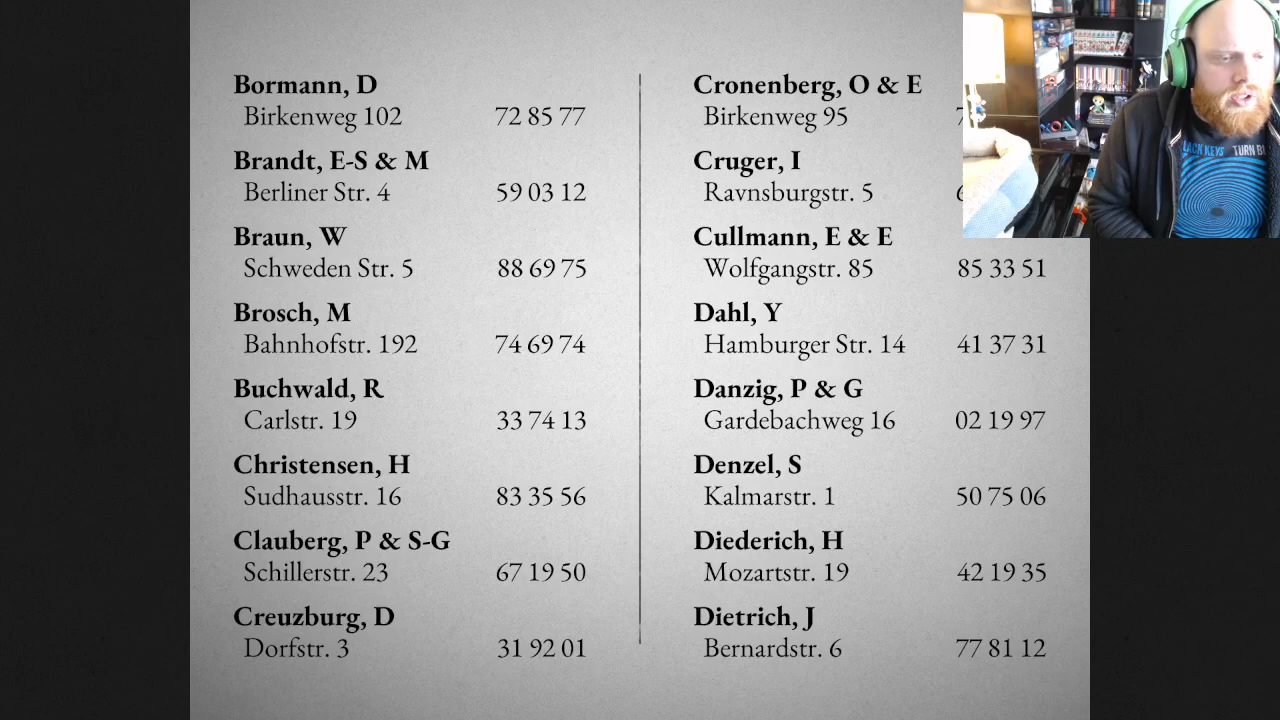 Bormann, D
Birkenweg 102 72 85 77
Brandt, E-S & M
Berliner Str. 4 59 03 12
Braun, W
Schweden Str. 5 88 69 75
Brosch, M
Bahnhofstr. 192 74 69 74
Buchwald, R
Carlstr. 19 33 74 13
Christensen, H
Sudhausstr. 16 83 35 56
Clauberg, P & S-G
Schillerstr. 23 67 19 50
Creuzburg, D
Dorfstr. 3 31 92 01
Cronenberg, O & E
Birkenweg 95
Cruger, I
Ravnsburgstr. 5
Cullmann, E & E
Wolfgangstr. 85 85 33 51
Dahl, Y
Hamburger Str. 14 41 37 31
Danzig, P & G
Gardebachweg 16 02 19 97
Denzel, S
Kalmarstr. 1 50 75 06
Diederich, H
Mozartstr. 19 42 19 35
Dietrich, J
Bernardstr. 6 77 81 12
KEYS TURN